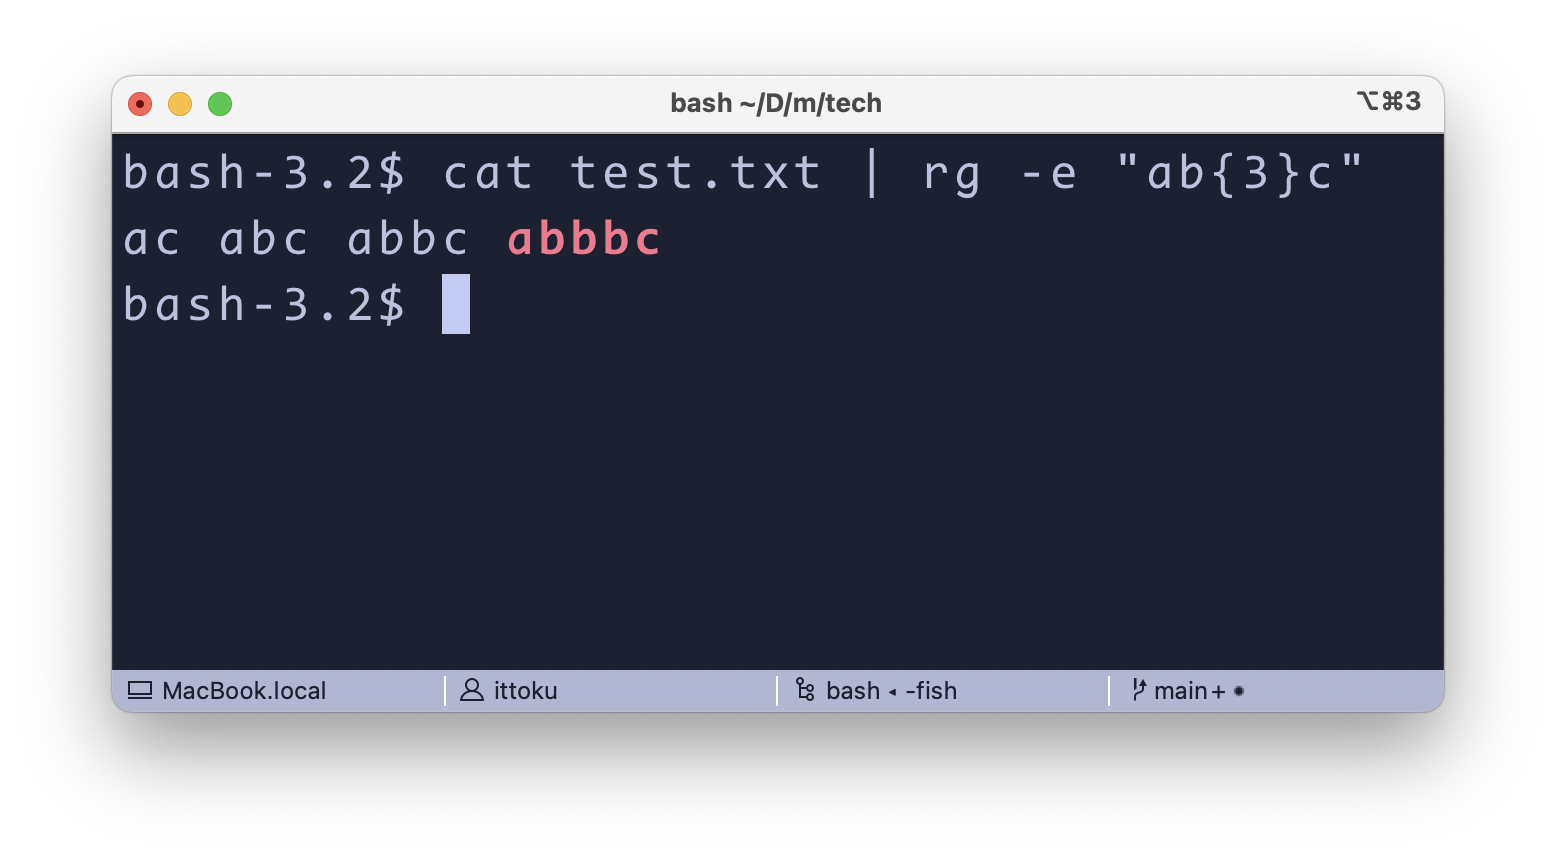 bash ~/D/m/tech
⌥⌘3
bash-3.2$ cat test.txt | rg -e "ab{3}c"
ac abc abbc abbbc
bash-3.2$
MacBook.local
ittoku
bash ◂ -fish
main+ •